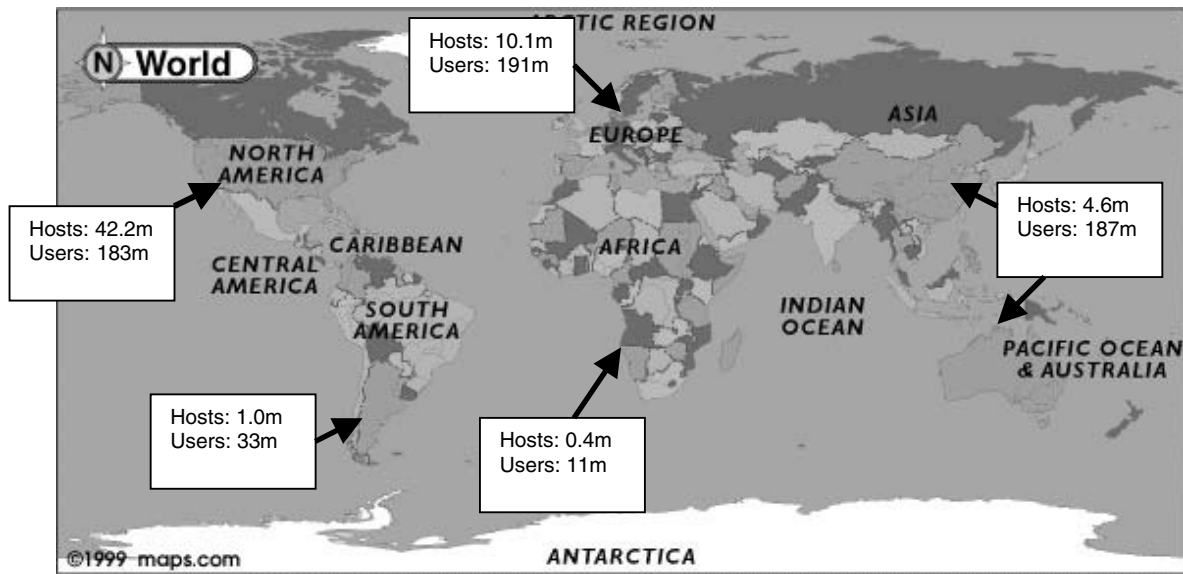 ARCTIC REGION
Hosts: 10.1m
Users: 191m
N
World
ASIA
EUROPE
NORTH
AMERICA
Hosts: 42.2m
Users: 183m
Hosts: 4.6m
Users: 187m
CARIBBEAN
AFRICA
CENTRAL
AMERICA
SOUTH
AMERICA
INDIAN
OCEAN
PACIFIC OCEAN
& AUSTRALIA
Hosts: 1.0m
Users: 33m
Hosts: 0.4m
Users: 11m
©1999 maps.com
ANTARCTICA